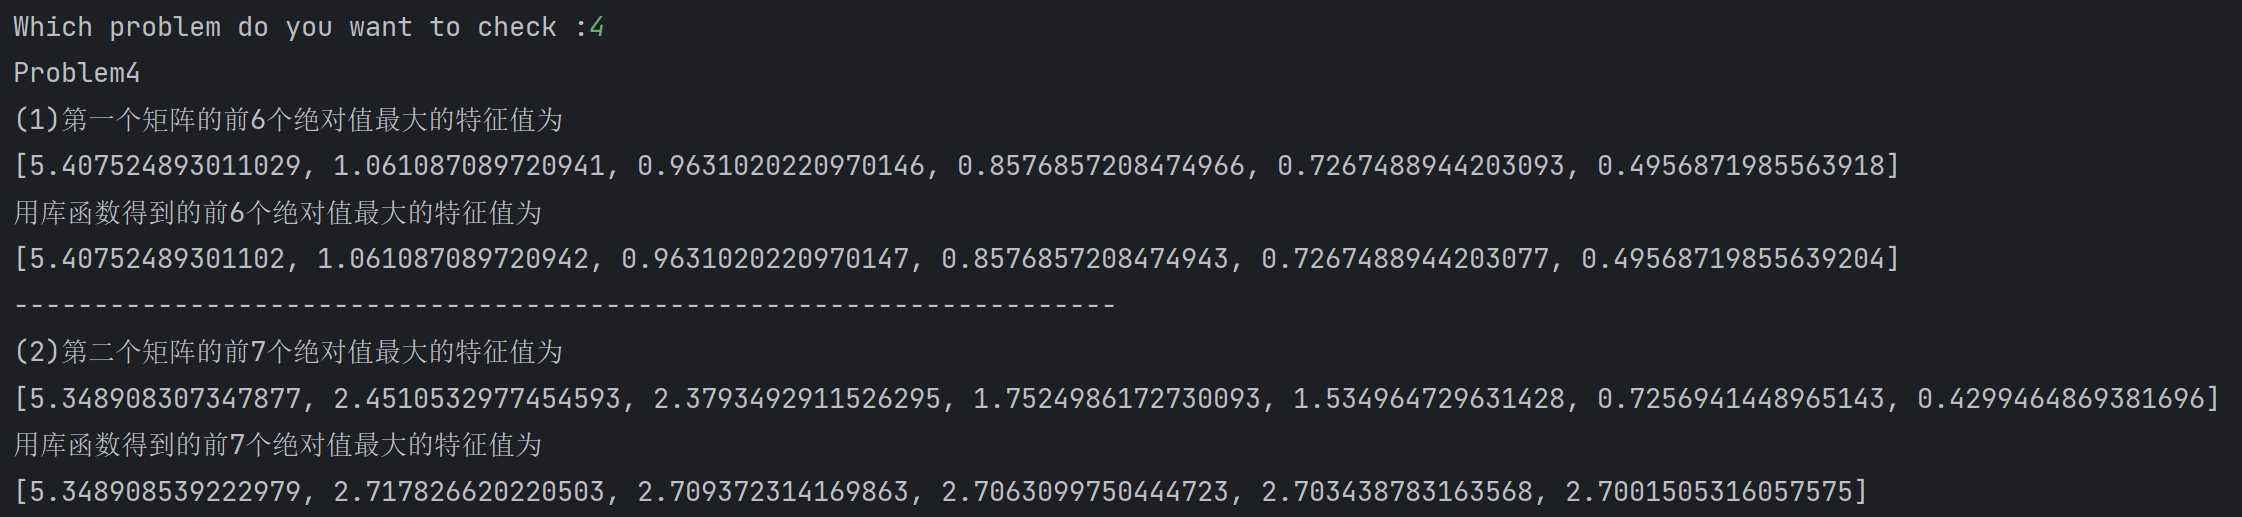 Which problem do you want to check :4
Problem4
(1)第一个矩阵的前6个绝对值最大的特征值为
[5.407524893011029, 1.061087089720941, 0.9631020220970146, 0.8576857208474966, 0.7267488944203093, 0.4956871985563918]
用库函数得到的前6个绝对值最大的特征值为
[5.40752489301102, 1.061087089720942, 0.9631020220970147, 0.8576857208474943, 0.7267488944203077, 0.49568719855639204]
---------------------------------------------------------------------
(2)第二个矩阵的前7个绝对值最大的特征值为
[5.348908307347877, 2.4510532977454593, 2.3793492911526295, 1.7524986172730093, 1.534964729631428, 0.7256941448965143, 0.4299464869381696]
用库函数得到的前7个绝对值最大的特征值为
[5.348908539222979, 2.717826620220503, 2.709372314169863, 2.7063099750444723, 2.703438783163568, 2.7001505316057575]